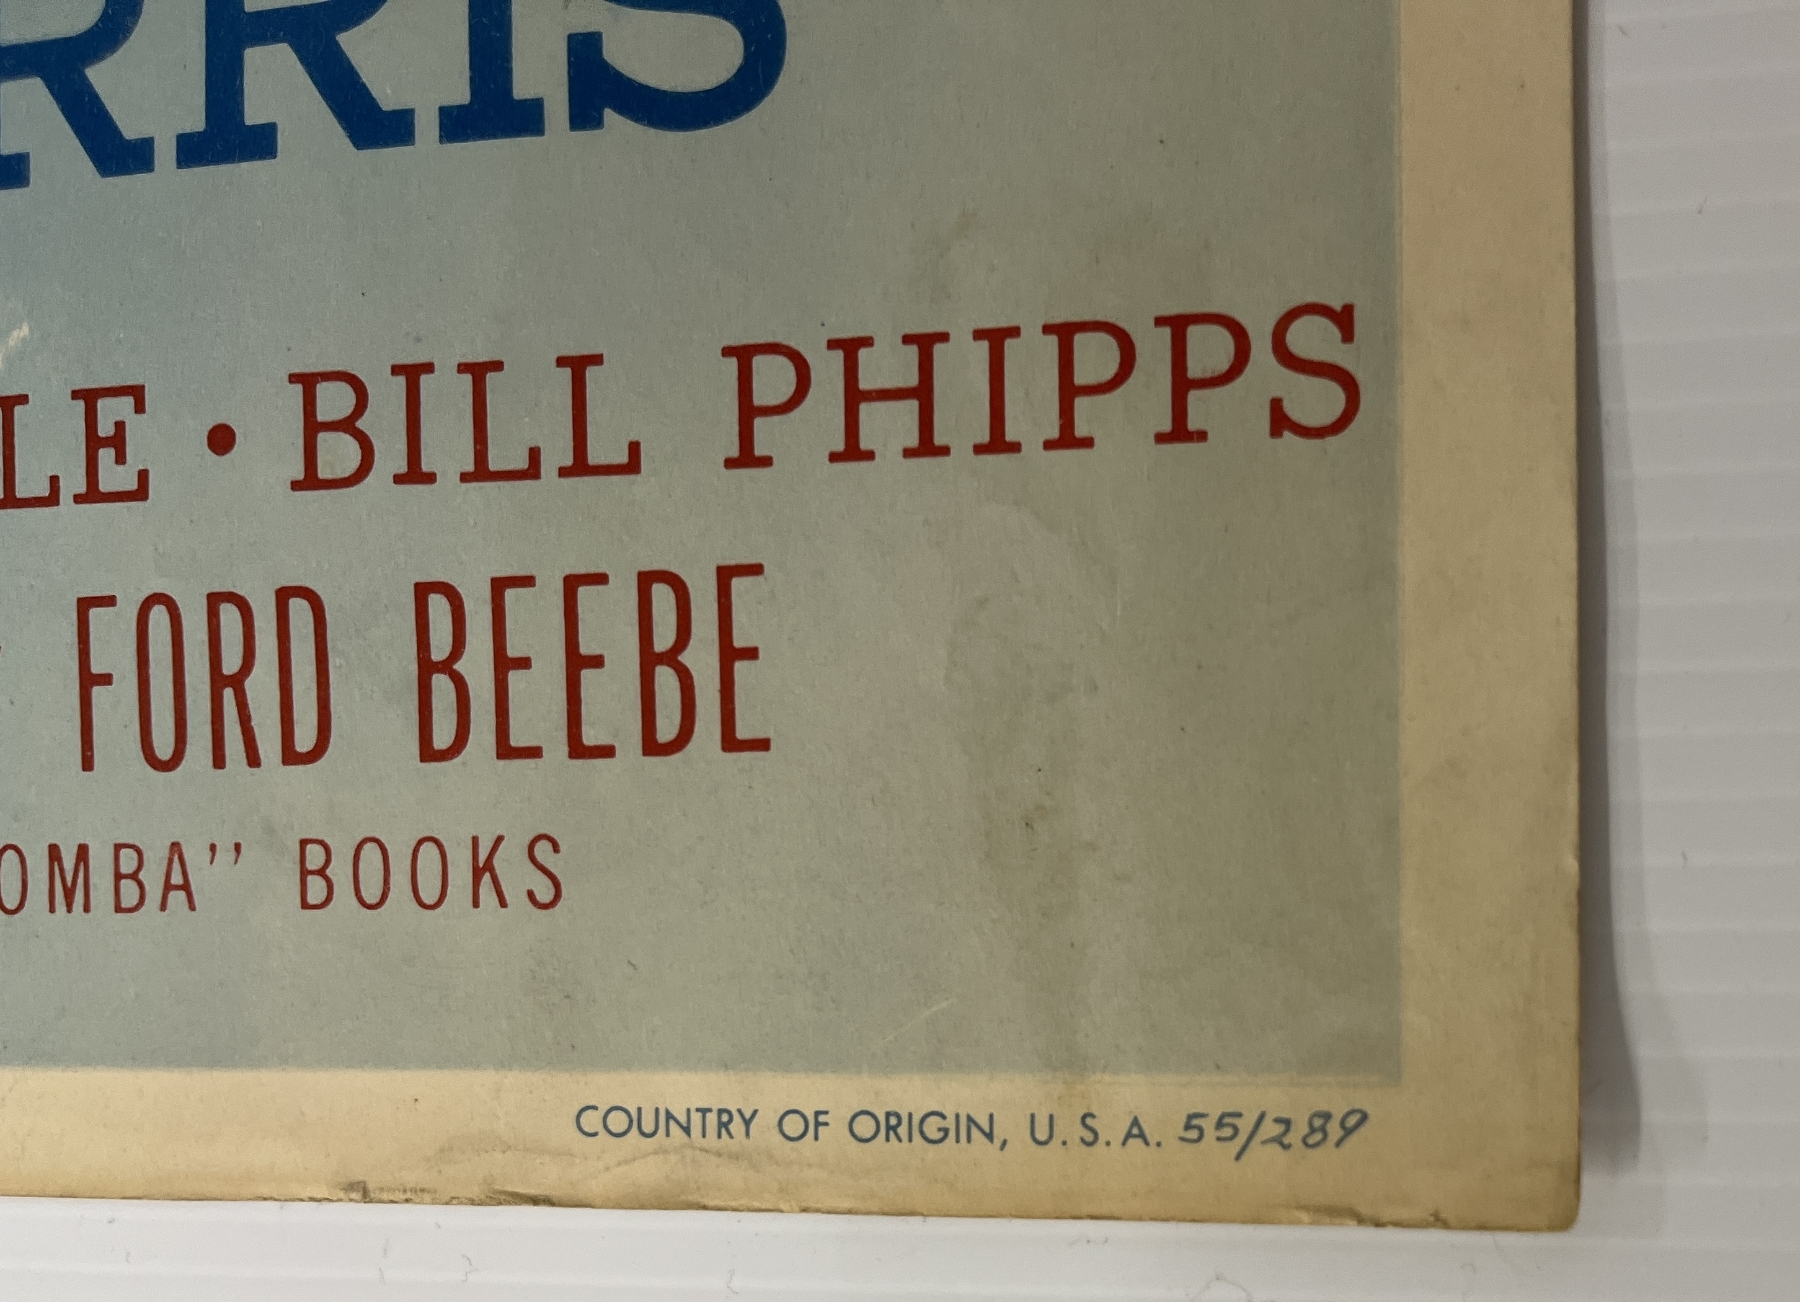 RRIS
LE • BILL PHIPPS
FORD BEEBE
OMBA" BOOKS
COUNTRY OF ORIGIN, U.S.A. 55/289